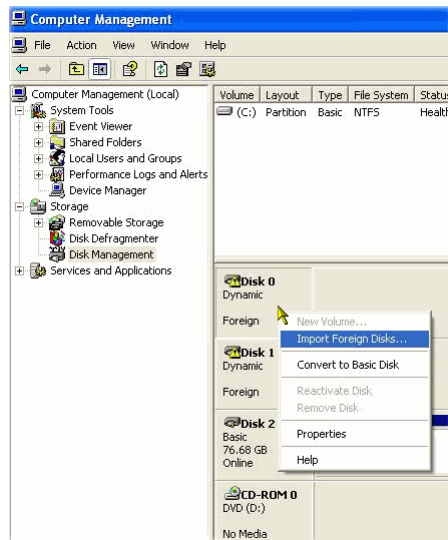 Computer Management
File Action View Window Help
Computer Management (Local)
System Tools
Event Viewer
Shared Folders
Local Users and Groups
Performance Logs and Alerts
Device Manager
Storage
Removable Storage
Disk Defragmenter
Disk Management
Services and Applications
Volume Layout Type File System
(C:) Partition Basic NTFS
Disk 0
Dynamic
Foreign
Disk 1
Dynamic
Foreign
Disk 2
Basic
76.68 GB
Online
CD-ROM 0
DVD (D:)
No Media
New Volume...
Import Foreign Disks...
Convert to Basic Disk
Reactivate Disk
Remove Disk
Properties
Help